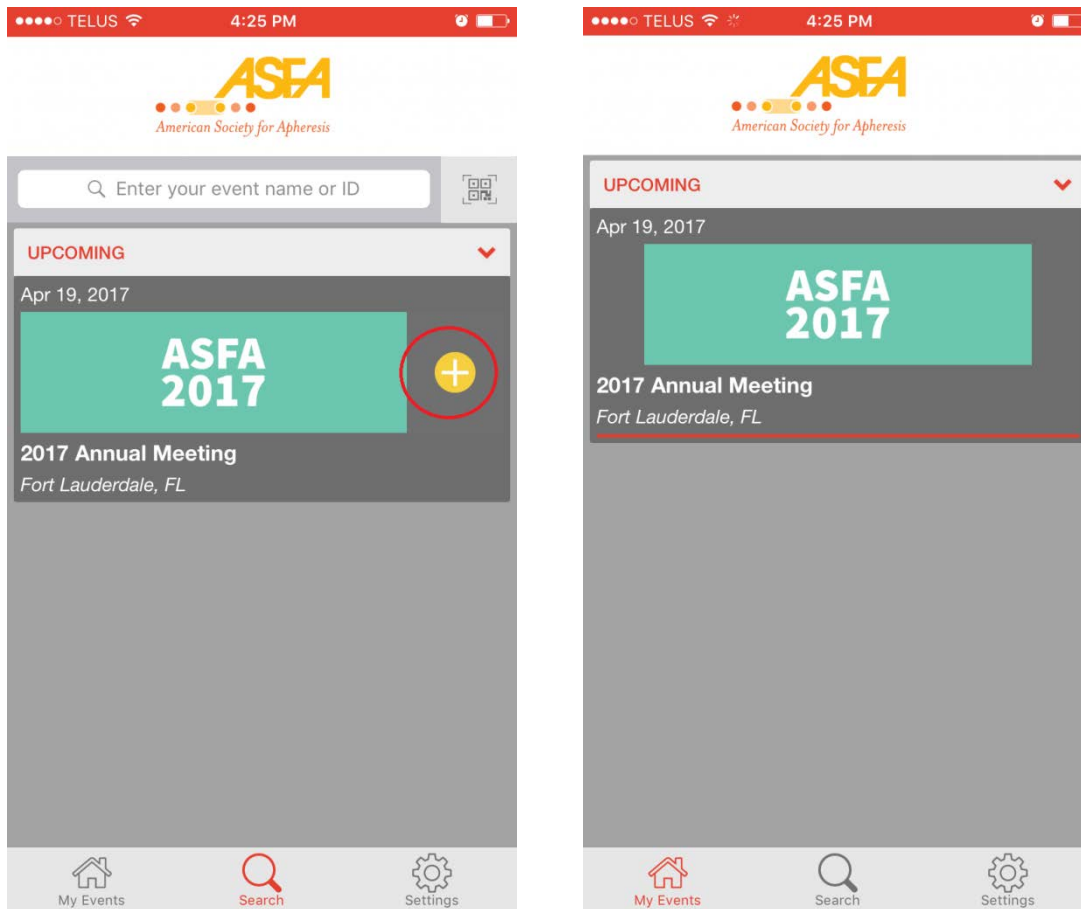 TELUS 4:25 PM
ASFA
American Society for Apheresis
Enter your event name or ID
UPCOMING
Apr 19, 2017
ASFA
2017
2017 Annual Meeting
Fort Lauderdale, FL
My Events Search Settings
TELUS 4:25 PM
ASFA
American Society for Apheresis
UPCOMING
Apr 19, 2017
ASFA
2017
2017 Annual Meeting
Fort Lauderdale, FL
My Events Search Settings